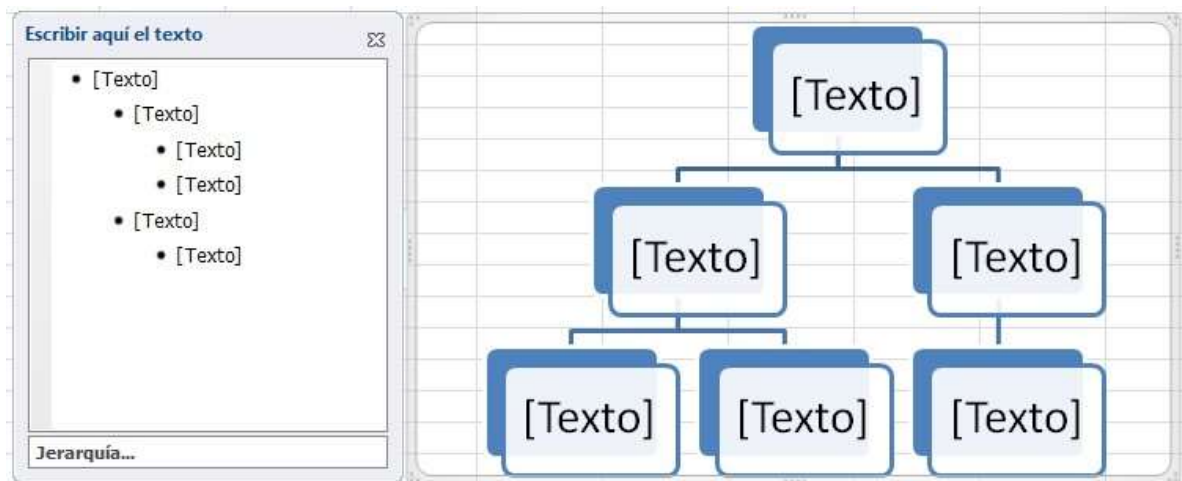 Escribir aquí el texto
• [Texto]
• [Texto]
• [Texto]
• [Texto]
• [Texto]
• [Texto]
Jerarquía...
[Texto]
[Texto] [Texto]
[Texto] [Texto] [Texto]